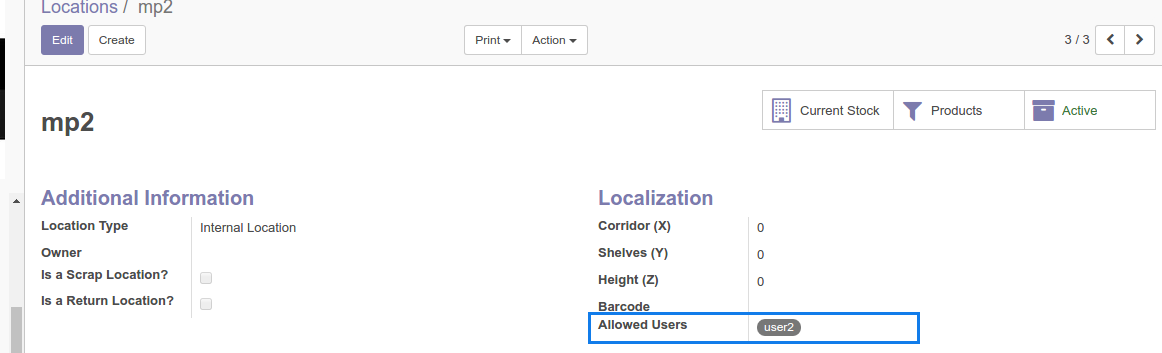 Locations / mp2
Edit Create Print Action 3 / 3
Current Stock Products Active
mp2
Additional Information
Location Type Internal Location
Owner
Is a Scrap Location?
Is a Return Location?
Localization
Corridor (X) 0
Shelves (Y) 0
Height (Z) 0
Barcode
Allowed Users user2